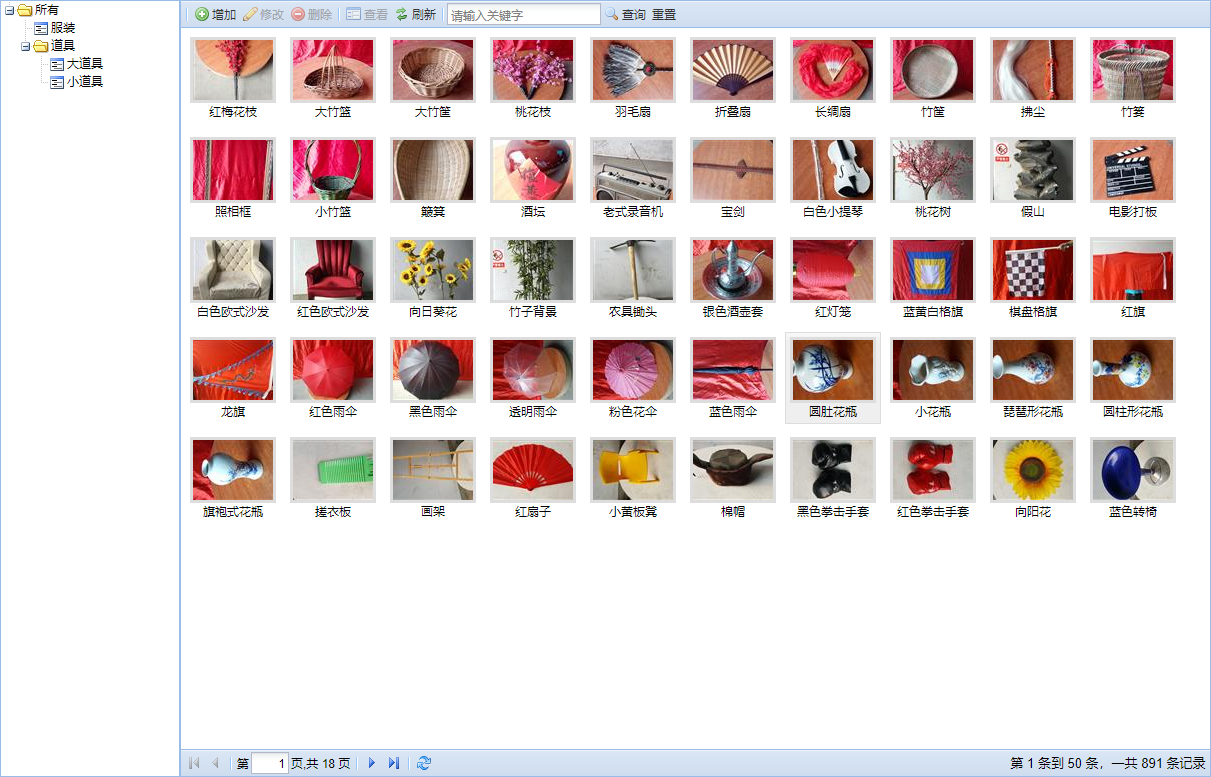 所有
服装
道具
大道具
小道具
增加 修改 删除 查看 刷新 请输入关键字 查询 重置
红梅花枝 大竹篮 大竹筐 桃花枝 羽毛扇 折叠扇 长绸扇 竹筐 拂尘 竹篓
照相框 小竹篮 簸箕 酒坛 老式录音机 宝剑 白色小提琴 桃花树 假山 电影打板
白色欧式沙发 红色欧式沙发 向日葵花 竹子背景 农具锄头 银色酒壶套 红灯笼 蓝黄白格旗 棋盘格旗 红旗
龙旗 红色雨伞 黑色雨伞 透明雨伞 粉色花伞 蓝色雨伞 圆肚花瓶 小花瓶 琵琶形花瓶 圆柱形花瓶
旗袍式花瓶 搓衣板 画架 红扇子 小黄板凳 棉帽 黑色拳击手套 红色拳击手套 向阳花 蓝色转椅
第 1 页,共 18 页 第 1 条到 50 条，一共 891 条记录